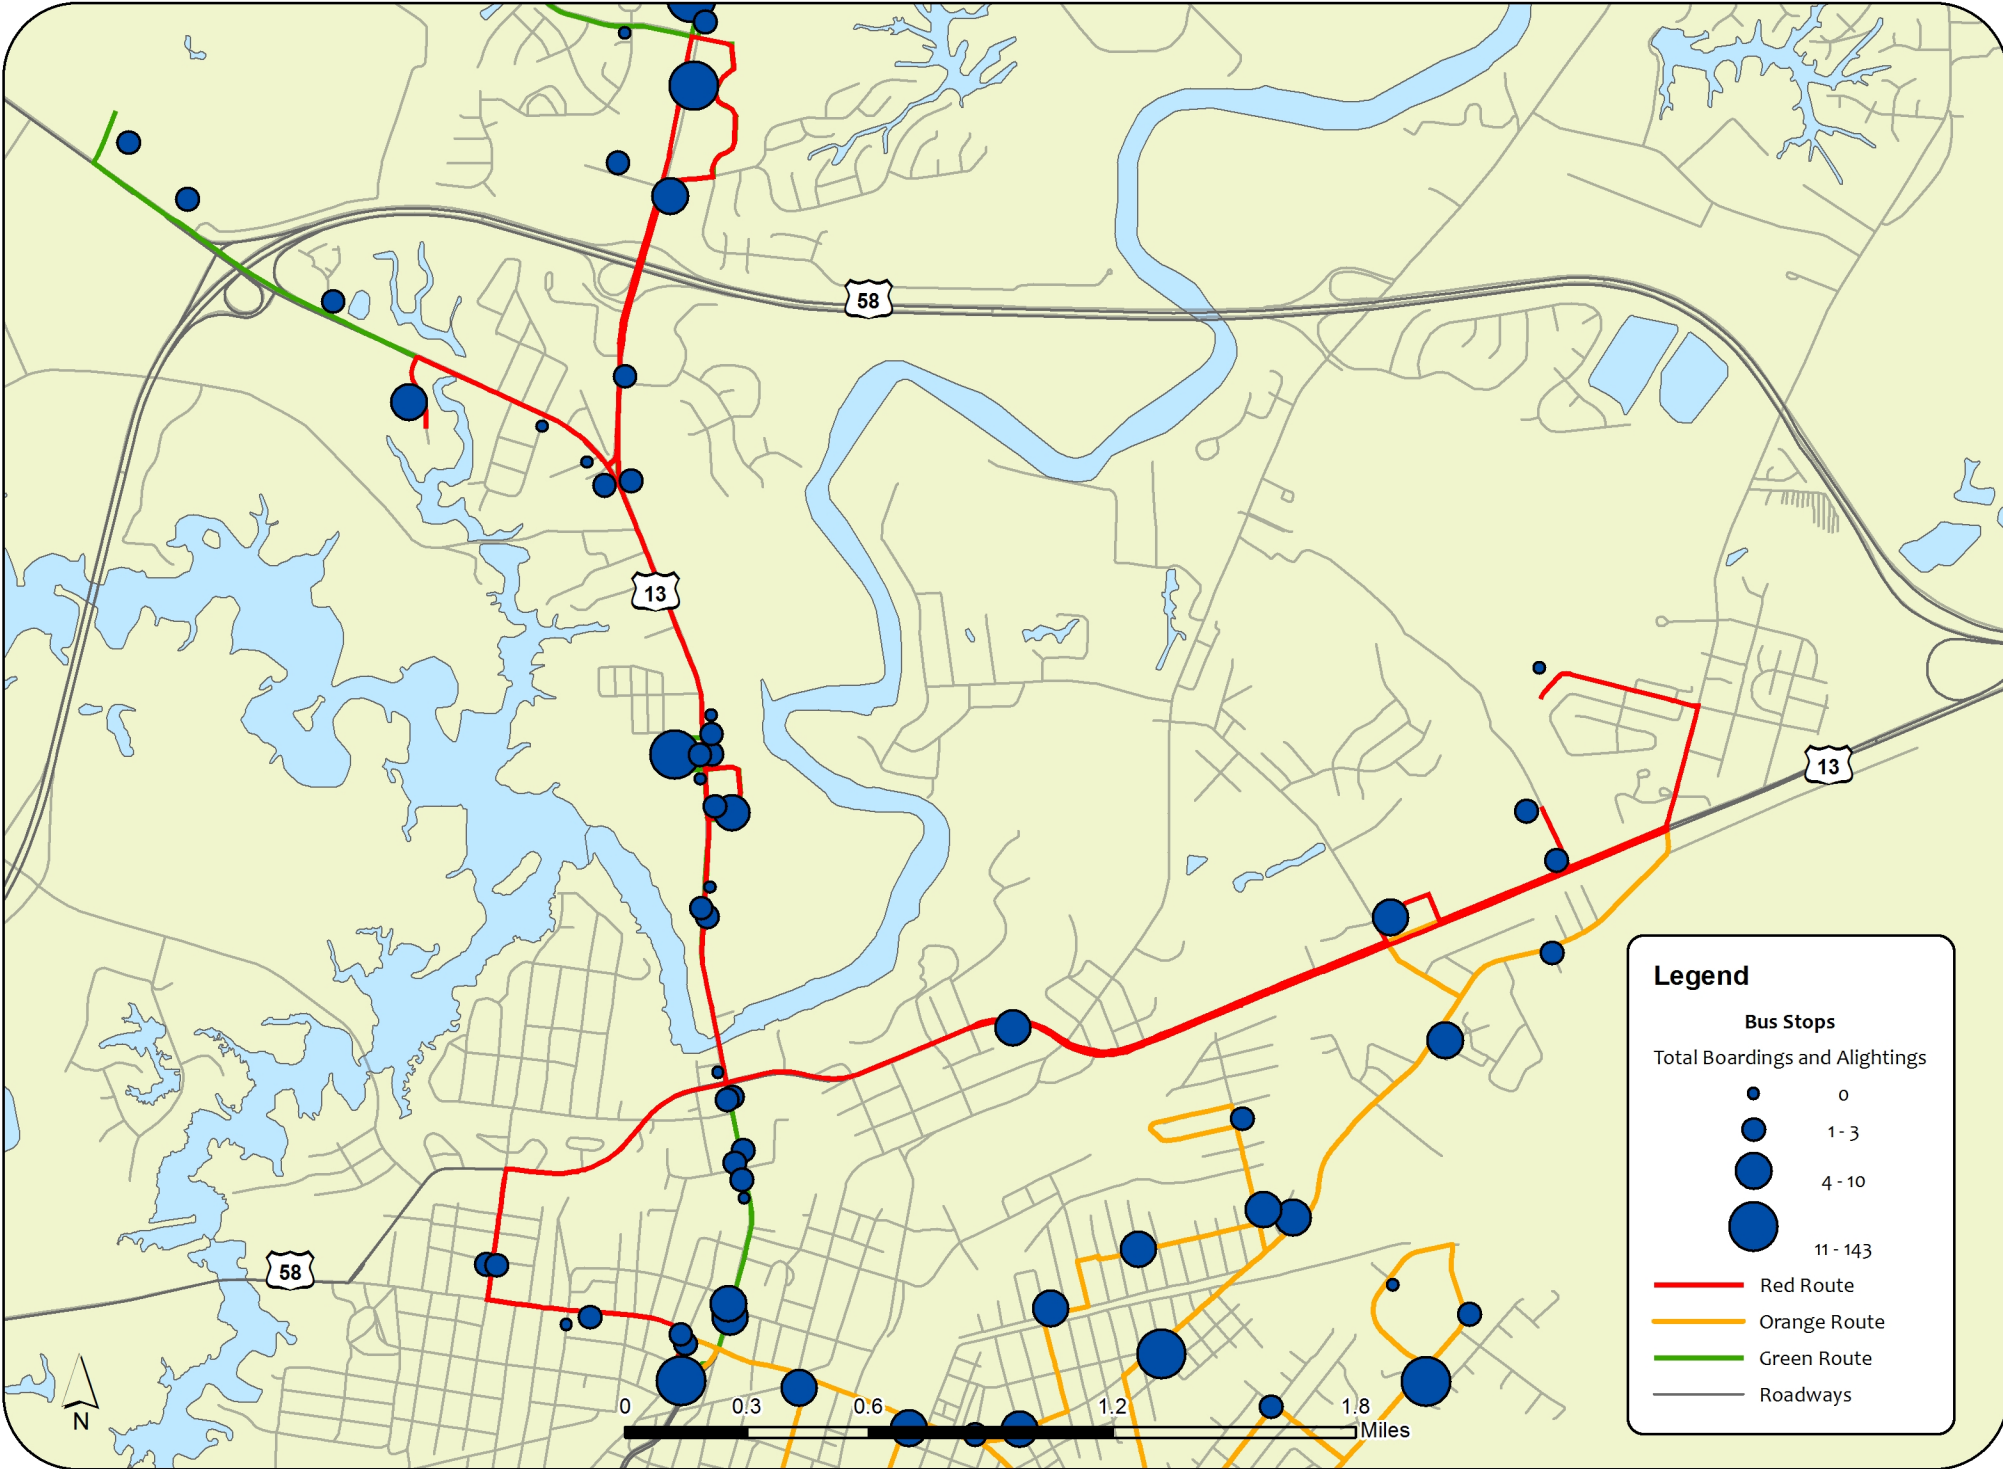 58
13
13
58
N
0 0.3 0.6 1.2 1.8
Miles
Legend
Bus Stops
Total Boardings and Alightings
0
1 - 3
4 - 10
11 - 143
Red Route
Orange Route
Green Route
Roadways